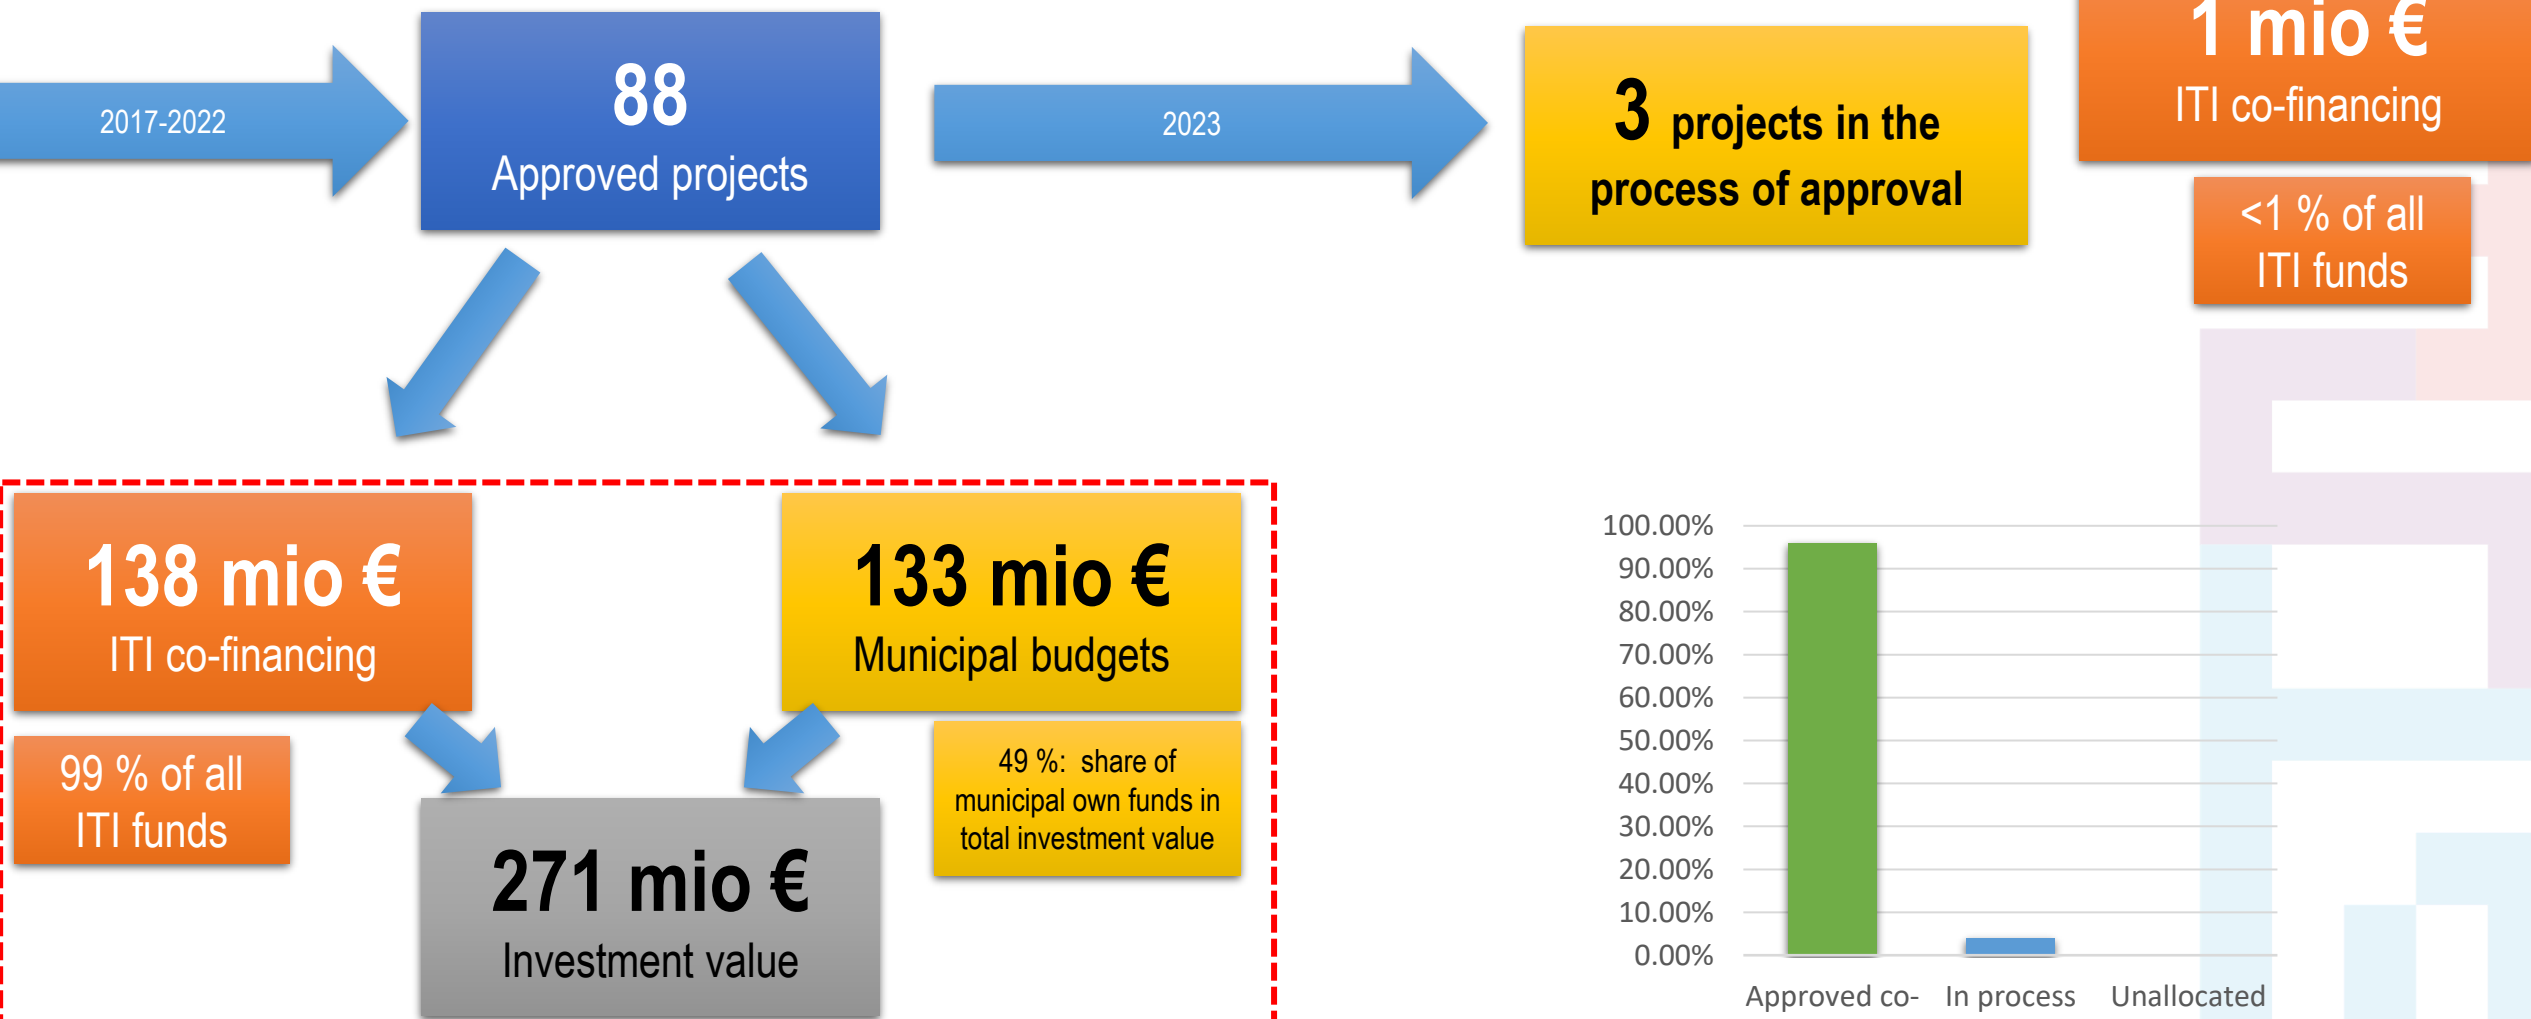 2017-2022
88
Approved projects
2023
3 projects in the
process of approval
1 mio €
ITI co-financing
<1 % of all
ITI funds
138 mio €
ITI co-financing
99 % of all
ITI funds
133 mio €
Municipal budgets
49 %: share of
municipal own funds in
total investment value
271 mio €
Investment value
100.00%
90.00%
80.00%
70.00%
60.00%
50.00%
40.00%
30.00%
20.00%
10.00%
0.00%
Approved co- In process Unallocated